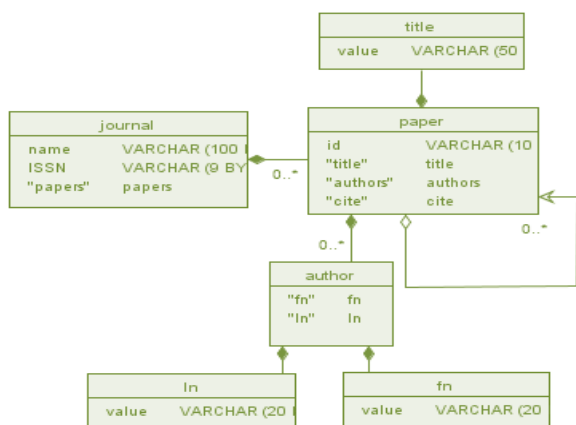 title
value VARCHAR (50
journal
name VARCHAR (100
ISSN VARCHAR (9 BY
"papers" papers
paper
id VARCHAR (10
"title" title
"authors" authors
"cite" cite
0..*
0..*
0..*
author
"fn" fn
"ln" ln
ln
value VARCHAR (20
fn
value VARCHAR (20